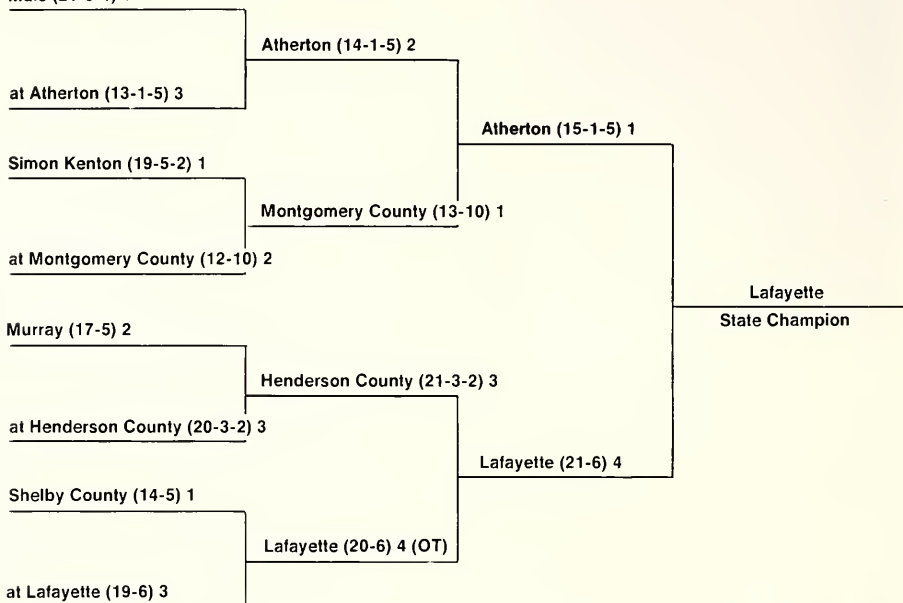 Atherton (14-1-5) 2
at Atherton (13-1-5) 3
Atherton (15-1-5) 1
Simon Kenton (19-5-2) 1
Montgomery County (13-10) 1
at Montgomery County (12-10) 2
Lafayette
State Champion
Murray (17-5) 2
Henderson County (21-3-2) 3
at Henderson County (20-3-2) 3
Lafayette (21-6) 4
Shelby County (14-5) 1
Lafayette (20-6) 4 (OT)
at Lafayette (19-6) 3